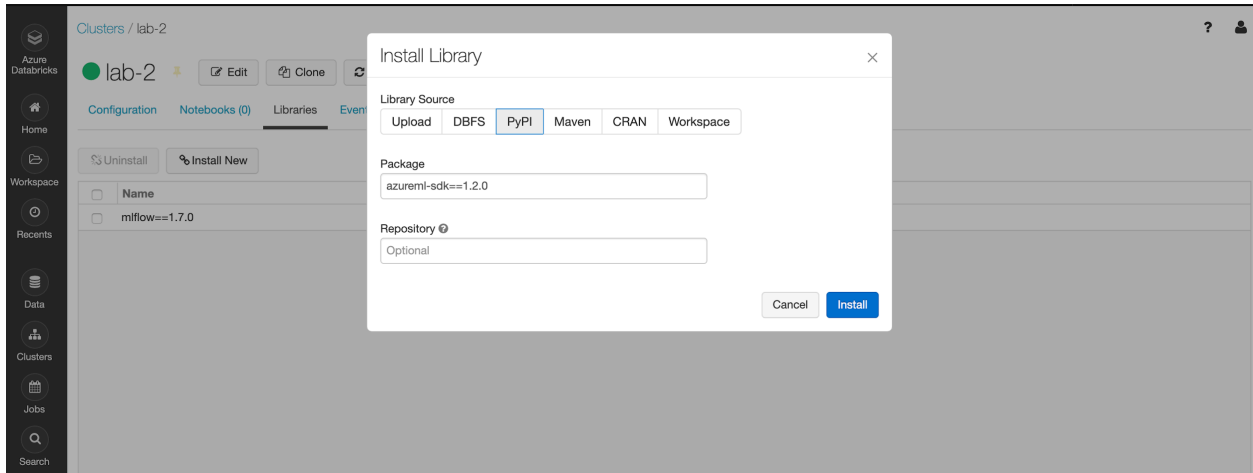 Azure
Databricks
Home
Workspace
Recents
Data
Clusters
Jobs
Search
Clusters / lab-2
?
lab-2
Edit
Clone
Configuration
Notebooks (0)
Libraries
Event
Uninstall
Install New
Name
mlflow==1.7.0
Install Library
×
Library Source
Upload DBFS PyPI Maven CRAN Workspace
Package
azureml-sdk==1.2.0
Repository ?
Optional
Cancel Install